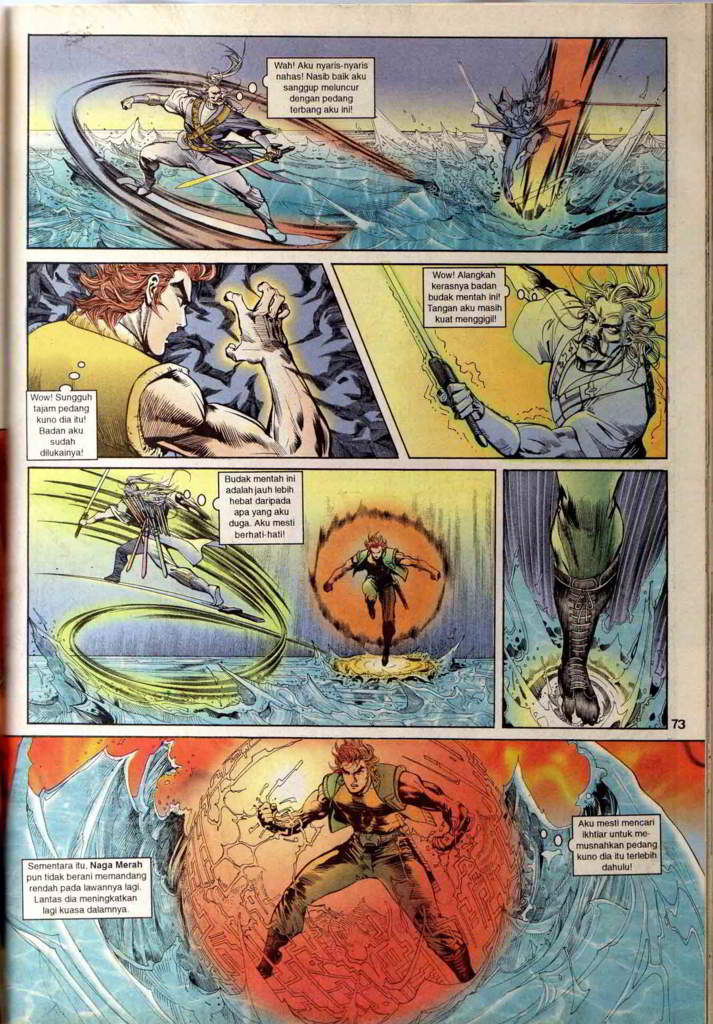 Wah! Aku nyaris-nyaris
nahas! Nasib baik aku
sanggup meluncur
dengan pedang
terbang aku ini!
Wow! Sungguh
tajam pedang
kuno dia itu!
Badan aku
sudah
dilukainya!
Wow! Alangkah
kerasnya badan
budak mentah ini!
Tangan aku masih
kuat menggigil!
Budak mentah ini
adalah jauh lebih
hebat daripada
apa yang aku
duga. Aku mesti
berhati-hati!
73
Sementara itu, Naga Merah
pun tidak berani memandang
rendah pada lawannya lagi.
Lantas dia meningkatkan
lagi kuasa dalamnya.
Aku mesti mencari
ikhtiar untuk me-
musnahkan pedang
kuno dia itu terlebih
dahulu!